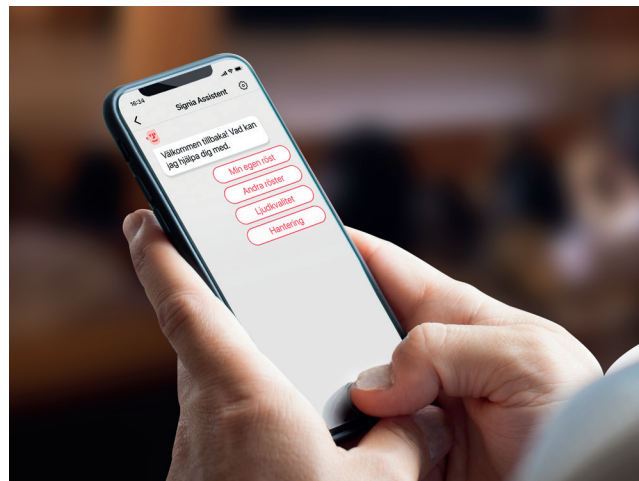 16:34
Signia Assistent
Välkommen tillbaka! Vad kan
jag hjälpa dig med.
Min egen röst
Andra röster
Ljudkvalitet
Hantering